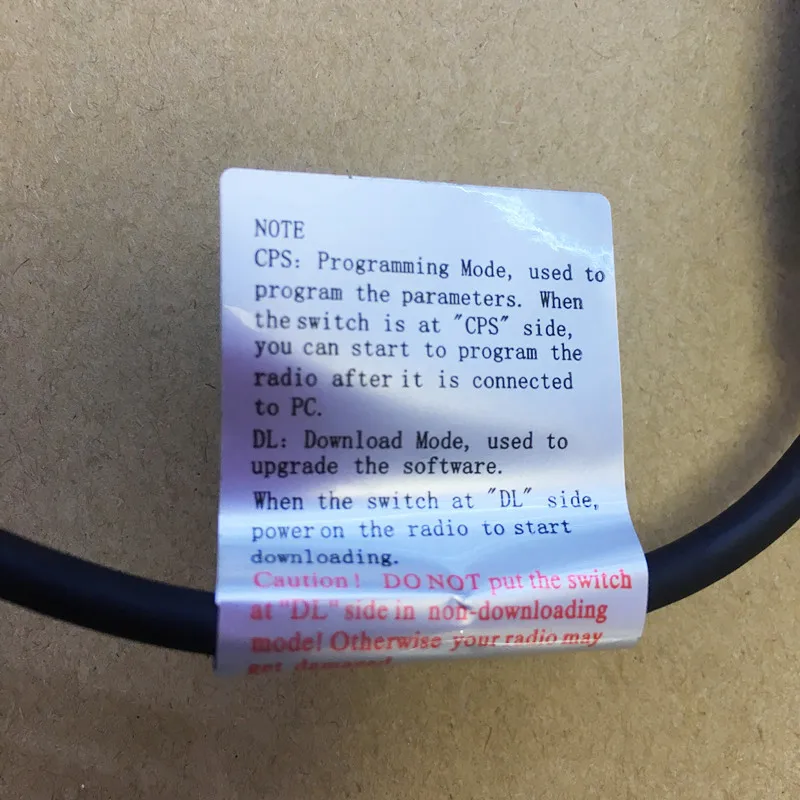 NOTE
CPS: Programming Mode, used to
program the parameters. When
the switch is at "CPS" side,
you can start to program the
radio after it is connected
to PC.
DL: Download Mode, used to
upgrade the software.
When the switch at "DL" side,
power on the radio to start
downloading.
Caution! DO NOT put the switch
at "DL" side in non-downloading
mode! Otherwise your radio may
get damaged